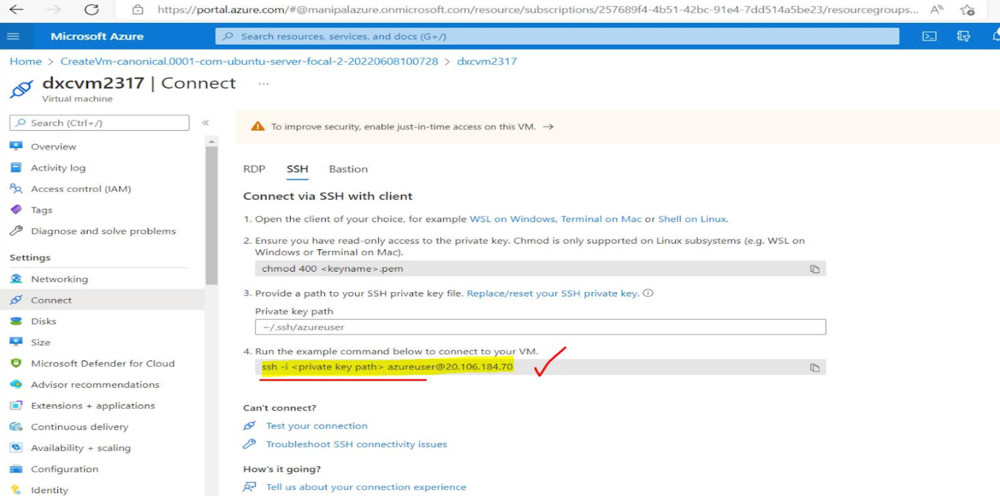 https://portal.azure.com/#@manipalazure.onmicrosoft.com/resource/subscriptions/257689f4-4b51-42bc-91e4-7dd514a5be23/resourcegroups...
Microsoft Azure
Search resources, services, and docs (G+/)
Home > CreateVm-canonical.0001-com-ubuntu-server-focal-2-20220608100728 > dxcvm2317
dxcvm2317 | Connect ...
Virtual machine
Search (Ctrl+/)
«
To improve security, enable just-in-time access on this VM. →
Overview
Activity log
Access control (IAM)
Tags
Diagnose and solve problems
Settings
Networking
Connect
Disks
Size
Microsoft Defender for Cloud
Advisor recommendations
Extensions + applications
Continuous delivery
Availability + scaling
Configuration
Identity
RDP SSH Bastion
Connect via SSH with client
1. Open the client of your choice, for example WSL on Windows, Terminal on Mac or Shell on Linux.
2. Ensure you have read-only access to the private key. Chmod is only supported on Linux subsystems (e.g. WSL on
Windows or Terminal on Mac).
chmod 400 <keyname>.pem
3. Provide a path to your SSH private key file. Replace/reset your SSH private key.
Private key path
~/.ssh/azureuser
4. Run the example command below to connect to your VM.
ssh -i <private key path> azureuser@20.106.184.70
Can't connect?
Test your connection
Troubleshoot SSH connectivity issues
How's it going?
Tell us about your connection experience